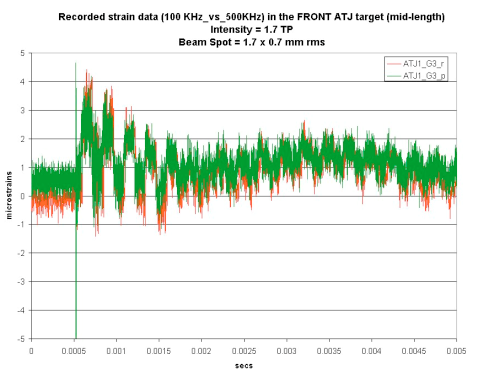 Recorded strain data (100 KHz_vs_500KHz) in the FRONT ATJ target (mid-length)
Intensity = 1.7 TP
Beam Spot = 1.7 x 0.7 mm rms
ATJ1_G3_r
ATJ1_G3_p
5
4
3
2
1
0
-1
-2
-3
-4
-5
microstrains
0 0.0005 0.001 0.0015 0.002 0.0025 0.003 0.0035 0.004 0.0045 0.005
secs